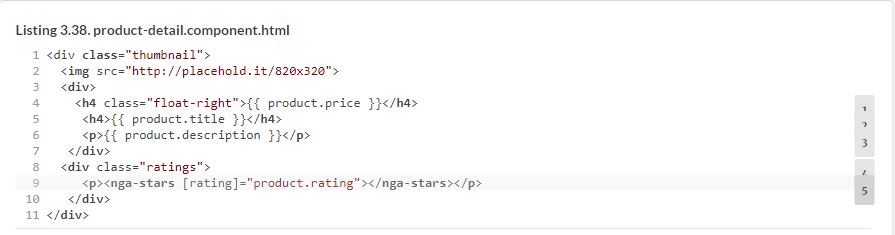 Listing 3.38. product-detail.component.html
1 <div class="thumbnail">
2 <img src="http://placehold.it/820x320">
3 <div>
4 <h4 class="float-right">{{ product.price }}</h4>
5 <h4>{{ product.title }}</h4>
6 <p>{{ product.description }}</p>
7 </div>
8 <div class="ratings">
9 <p><nga-stars [rating]="product.rating"></nga-stars></p>
10 </div>
11 </div>
1
2
3
4
5